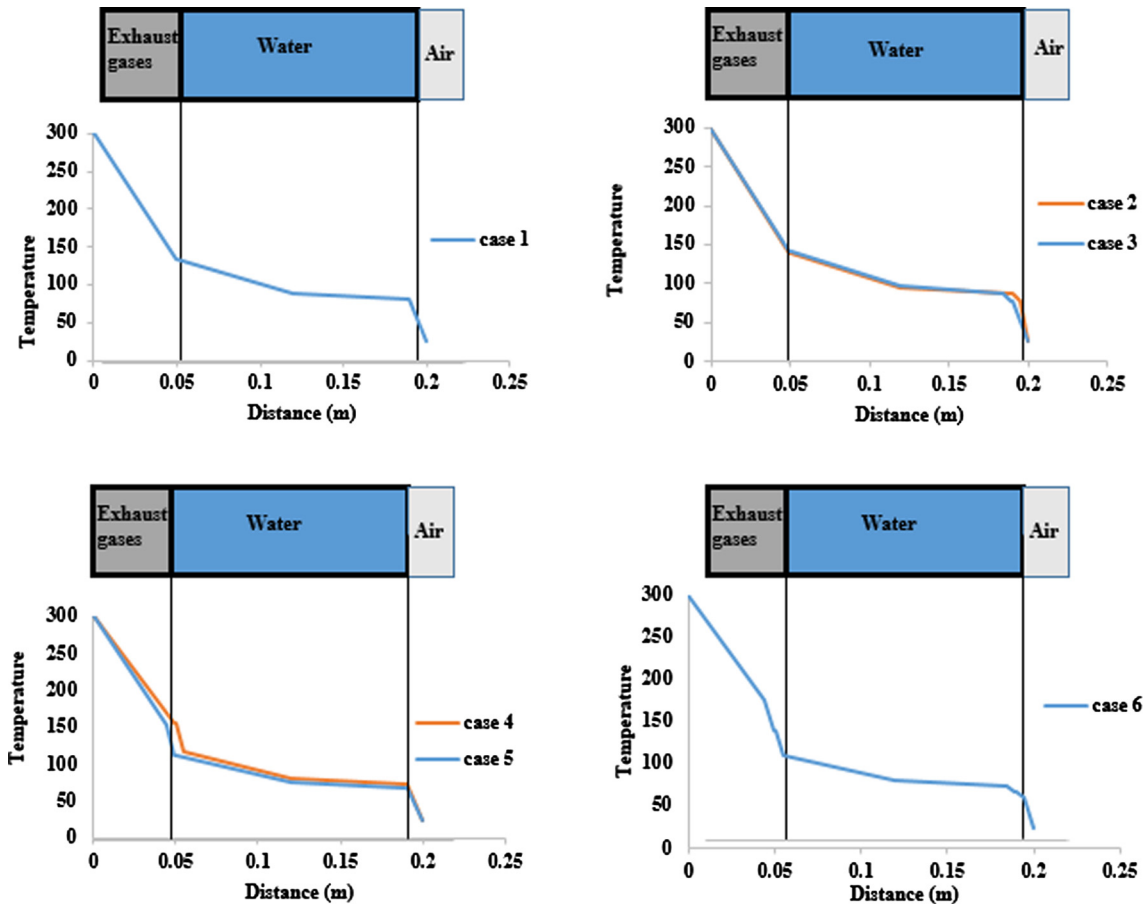 Exhaust
gases
Water
Air
300
250
200
150
100
50
0
Temperature
0
0.05
0.1
0.15
0.2
0.25
Distance (m)
case 1
Exhaust
gases
Water
Air
300
250
200
150
100
50
0
Temperature
0
0.05
0.1
0.15
0.2
0.25
Distance (m)
case 2
case 3
Exhaust
gases
Water
Air
300
250
200
150
100
50
0
Temperature
0
0.05
0.1
0.15
0.2
0.25
Distance (m)
case 4
case 5
Exhaust
gases
Water
Air
300
250
200
150
100
50
0
Temperature
0
0.05
0.1
0.15
0.2
0.25
Distance (m)
case 6